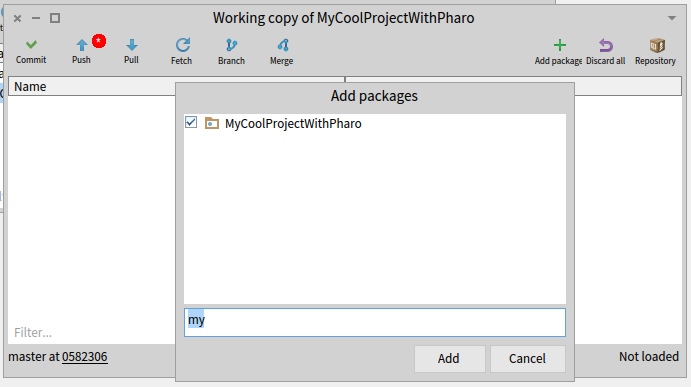 Working copy of MyCoolProjectWithPharo
Commit
Push
Pull
Fetch
Branch
Merge
Add package
Discard all
Repository
Name
Add packages
MyCoolProjectWithPharo
my
Filter...
Add
Cancel
master at 0582306
Not loaded